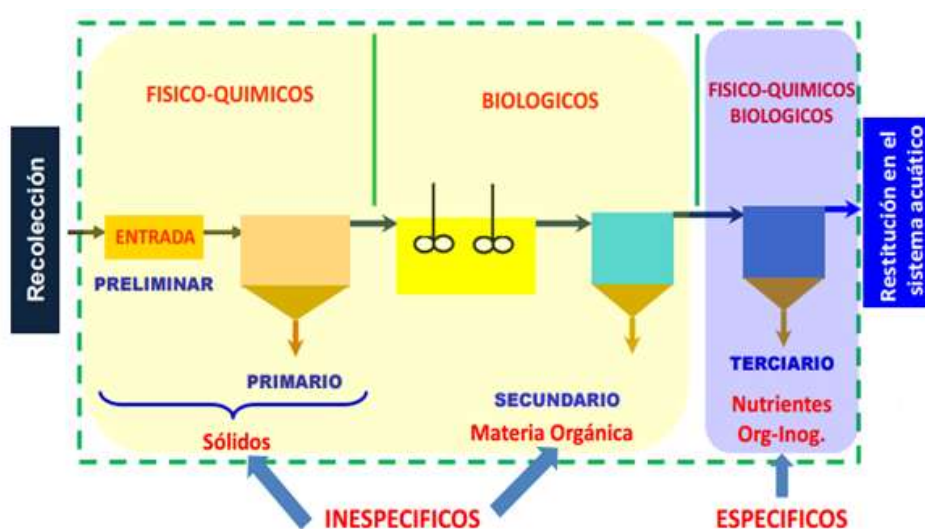 FISICO-QUIMICOS
BIOLOGICOS
FISICO-QUIMICOS
BIOLOGICOS
Recolección
ENTRADA
PRELIMINAR
PRIMARIO
Sólidos
SECUNDARIO
Materia Orgánica
TERCIARIO
Nutrientes
Org-Inog.
Restitución en el
sistema acuático
INESPECIFICOS
ESPECIFICOS